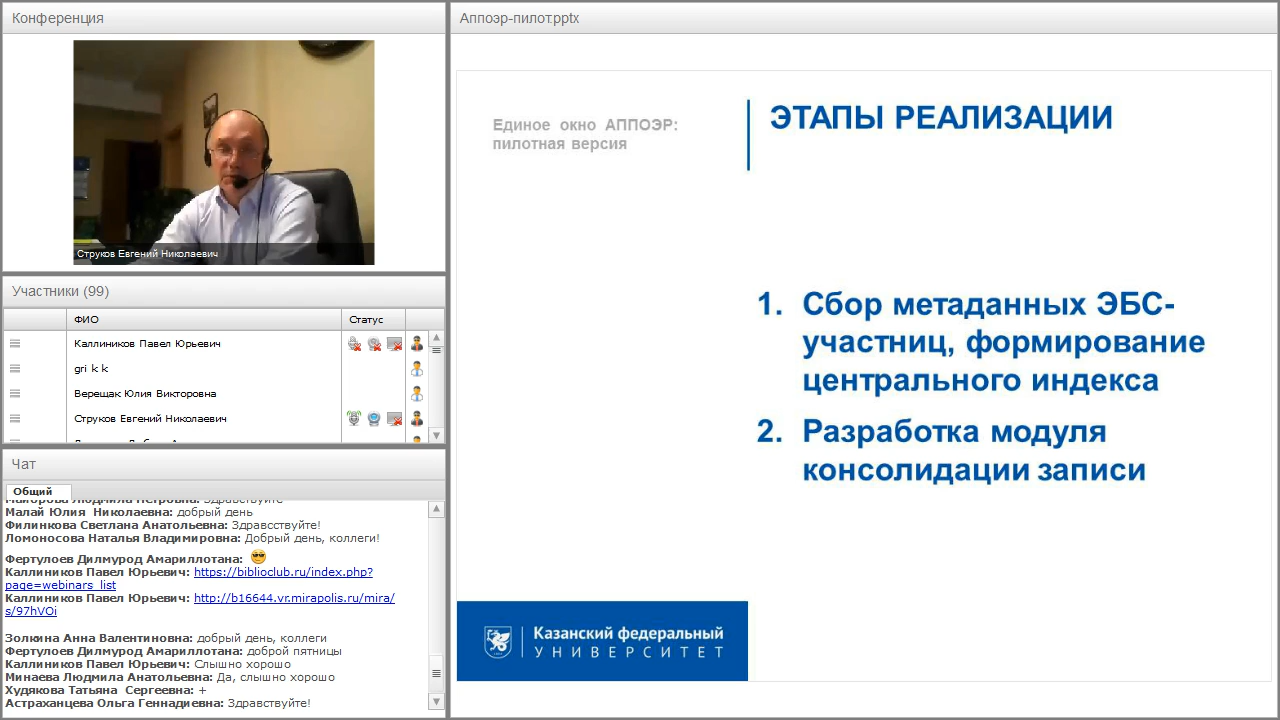 Конференция
Струков Евгений Николаевич
Участники (99)
ФИО
Статус
Каллиников Павел Юрьевич
gri k k
Верещак Юлия Викторовна
Струков Евгений Николаевич
Чат
Общий
Майорова Людмила Петровна: Здравствуйте
Малай Юлия Николаевна: добрый день
Филинкова Светлана Анатольевна: Здравсствуйте!
Ломоносова Наталья Владимировна: Добрый день, коллеги!
Фертулоев Дилмурод Амариллотана:
Каллиников Павел Юрьевич: https://biblioclub.ru/index.php?
page=webinars_list
Каллиников Павел Юрьевич: http://b16644.vr.mirapolis.ru/mira/
s/97hVOi
Золкина Анна Валентиновна: добрый день, коллеги
Фертулоев Дилмурод Амариллотана: доброй пятницы
Каллиников Павел Юрьевич: Слышно хорошо
Минаева Людмила Анатольевна: Да, слышно хорошо
Худякова Татьяна Сергеевна: +
Астраханцева Ольга Геннадиевна: Здравствуйте!
Аппоэр-пилот.pptx
Единое окно АППОЭР:
пилотная версия
ЭТАПЫ РЕАЛИЗАЦИИ
1. Сбор метаданных ЭБС-
участниц, формирование
центрального индекса
2. Разработка модуля
консолидации записи
Казанский федеральный
УНИВЕРСИТЕТ